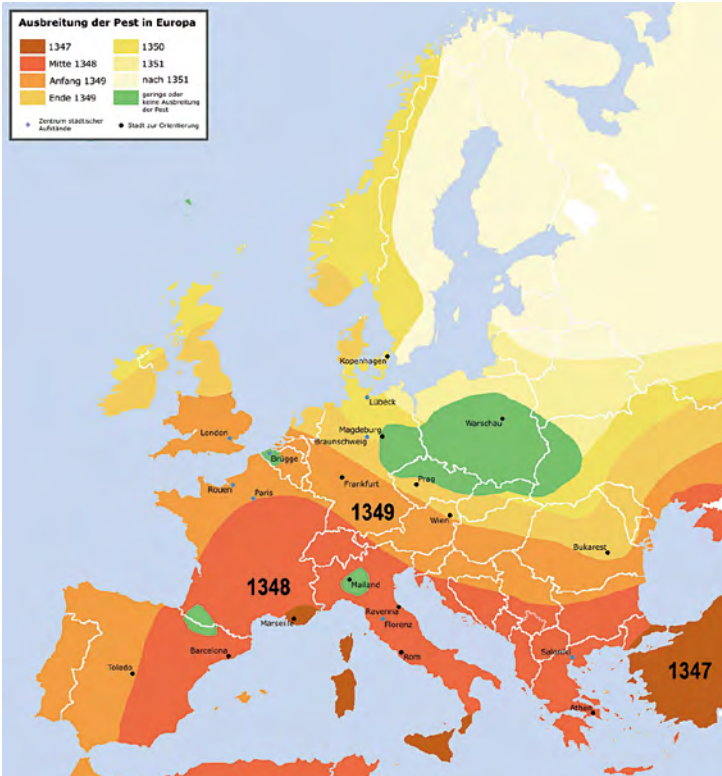 Ausbreitung der Pest in Europa
1347
Mitte 1348
Anfang 1349
Ende 1349
1350
1351
nach 1351
geringe oder
keine Ausbreitung
der Pest
Zentrum städtischer
Aufstände
Stadt zur Orientierung
Kopenhagen
Lübeck
Magdeburg
Braunschweig
Warschau
London
Brügge
Frankfurt
Prag
Rouen
Paris
1349
Wien
Bukarest
1348
Mailand
Ravenna
Marseille
Florenz
Barcelona
Rom
Toledo
Saloniki
1347
Athen